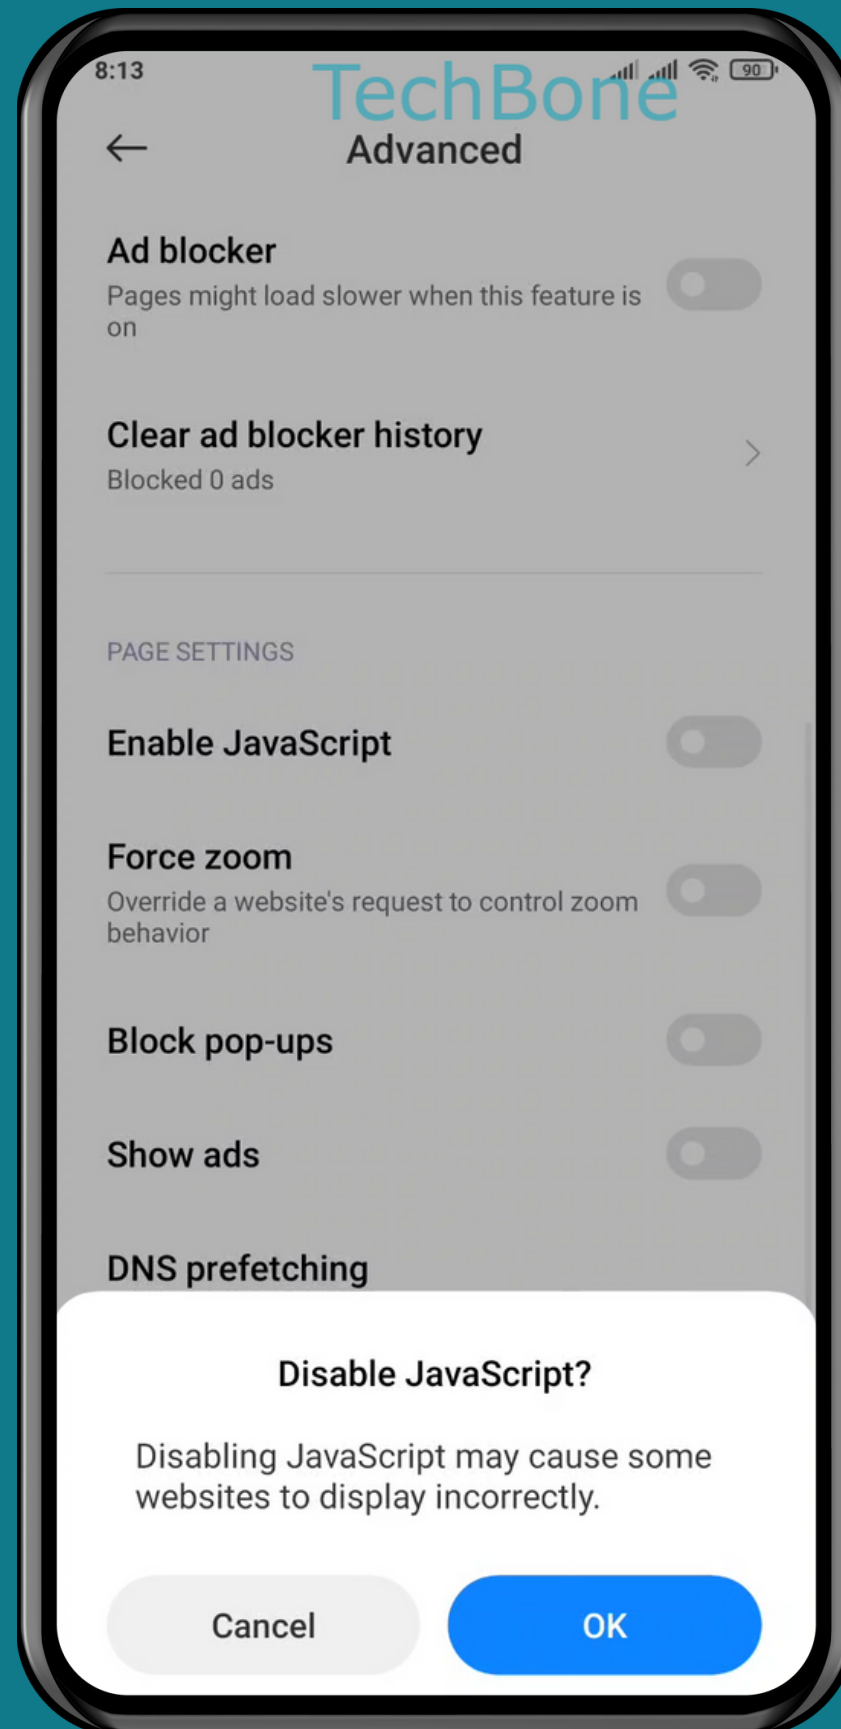 8:13
TechBone
90
Advanced
Ad blocker
Pages might load slower when this feature is
on
Clear ad blocker history
Blocked 0 ads
PAGE SETTINGS
Enable JavaScript
Force zoom
Override a website's request to control zoom
behavior
Block pop-ups
Show ads
DNS prefetching
Disable JavaScript?
Disabling JavaScript may cause some
websites to display incorrectly.
Cancel
OK